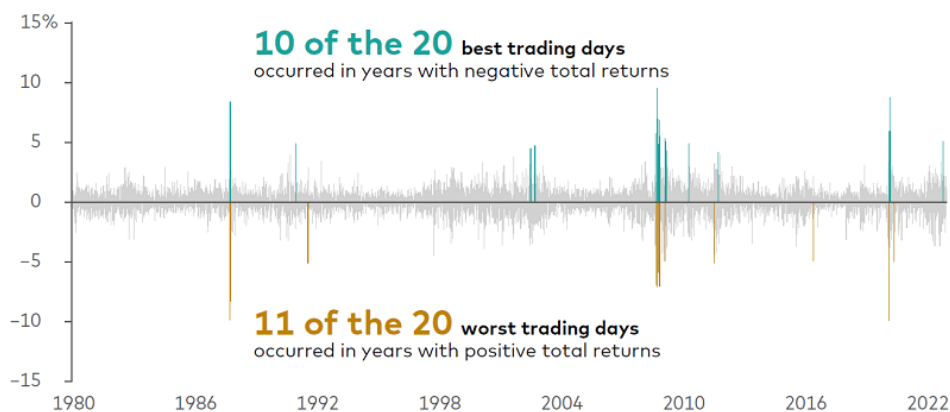 15%
10 of the 20 best trading days
occurred in years with negative total returns
10
5
0
−5
−10
11 of the 20 worst trading days
occurred in years with positive total returns
−15
1980 1986 1992 1998 2004 2010 2016 2022